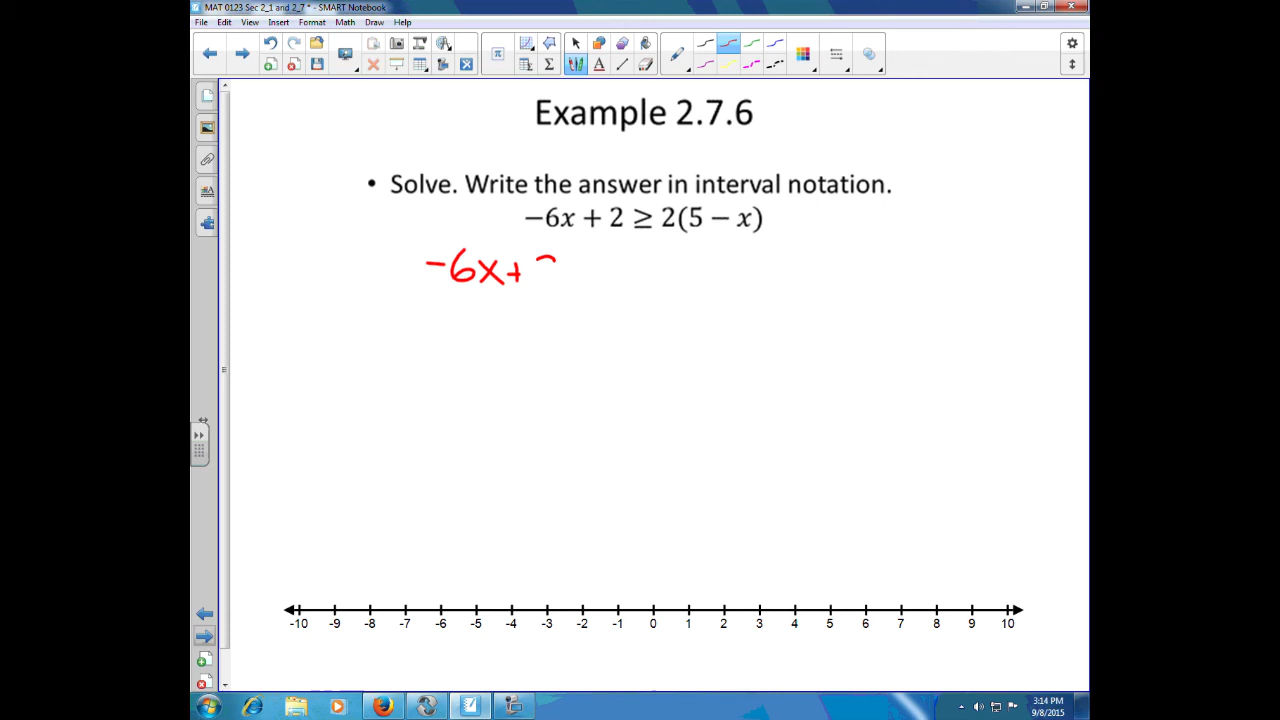 MAT 0123 Sec 2_1 and 2_7 * - SMART Notebook
File Edit View Insert Format Math Draw Help
Example 2.7.6
• Solve. Write the answer in interval notation.
−6x + 2 ≥ 2(5 − x)
-6x+
-10 -9 -8 -7 -6 -5 -4 -3 -2 -1 0 1 2 3 4 5 6 7 8 9 10
3:14 PM
9/8/2015